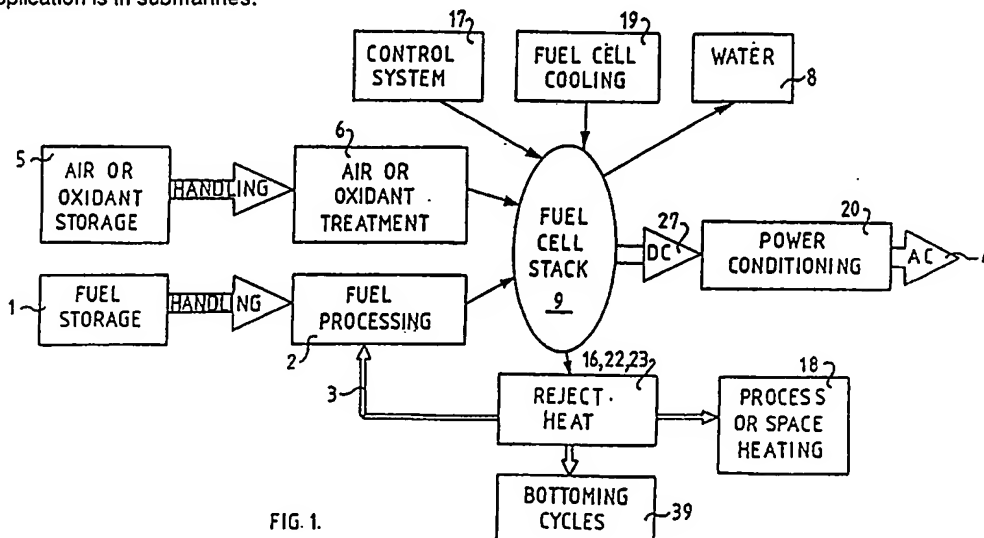 application is in submarines.
17
CONTROL
SYSTEM
19
FUEL CELL
COOLING
WATER
8
5
AIR OR
OXIDANT
STORAGE
HANDLING
6
AIR OR
OXIDANT
TREATMENT
FUEL
CELL
STACK
9
DC
27
20
POWER
CONDITIONING
AC
1
FUEL
STORAGE
HANDLING
FUEL
PROCESSING
2
3
16,22,23
REJECT
HEAT
18
PROCESS
OR SPACE
HEATING
BOTTOMING
CYCLES
39
FIG. 1.